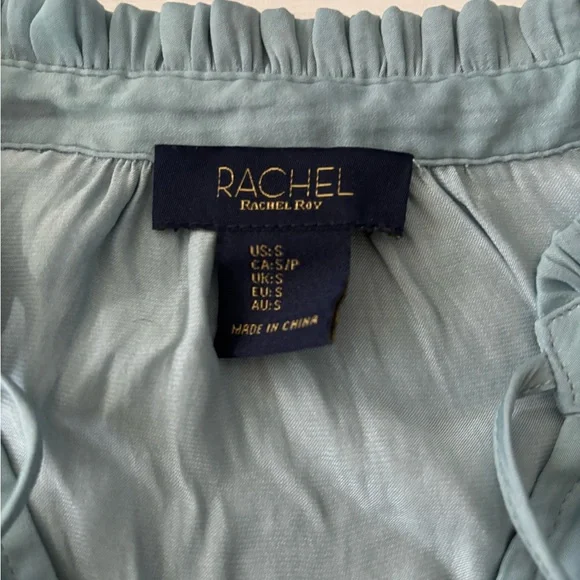 RACHEL
RACHEL ROY
US:S
CA:S/P
UK:S
EU:S
AU:S
MADE IN CHINA